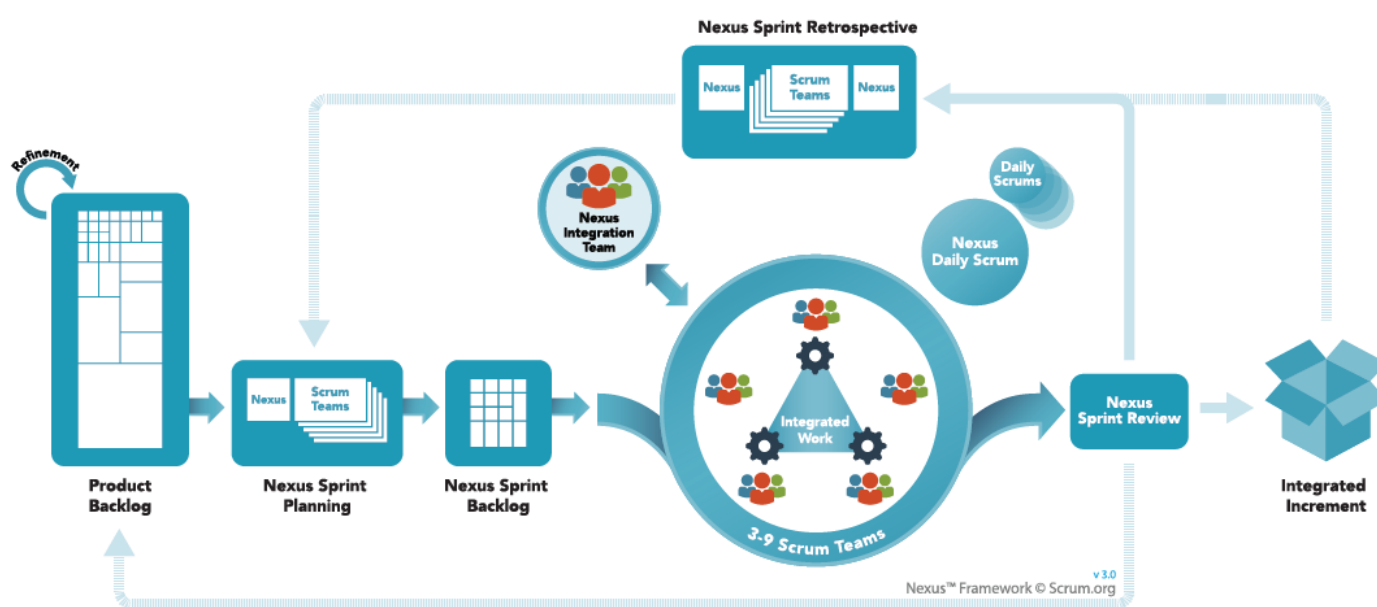 Nexus Sprint Retrospective
Nexus
Scrum
Teams
Nexus
Refinement
Nexus
Integration
Team
Daily
Scrums
Nexus
Daily Scrum
Nexus
Scrum
Teams
Integrated
Work
Nexus
Sprint Review
Product
Backlog
Nexus Sprint
Planning
Nexus Sprint
Backlog
3-9 Scrum Teams
Integrated
Increment
v 3.0
Nexus™ Framework © Scrum.org